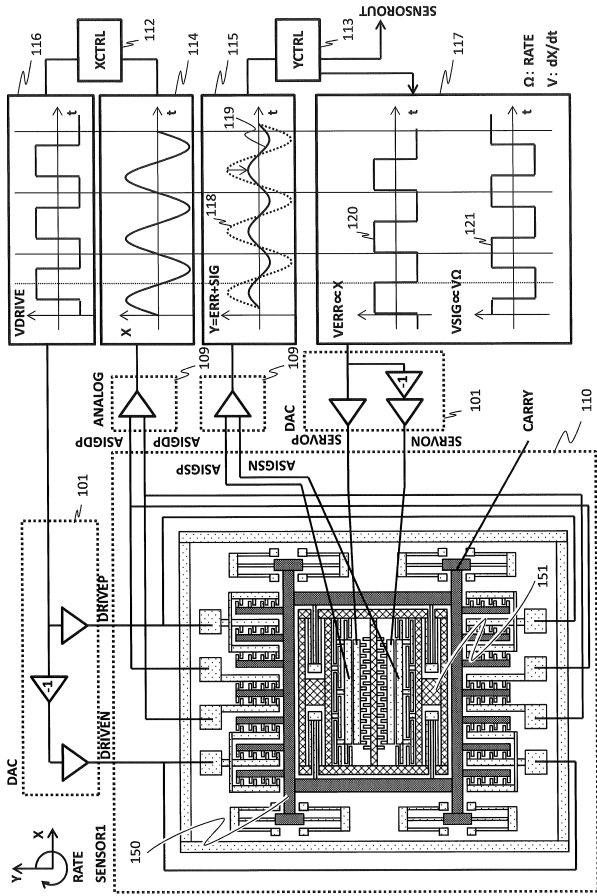 116
XCTRL
112
114
115
YCTRL
113
SENSOROUT
117
Ω: RATE
V: dX/dt
VDRIVE
t
X
t
Y=ERR+SIG
118
119
t
VERR∝X
120
t
VSIG∝VΩ
121
t
ANALOG
109
109
DAC
-1
101
ASIGDP
ASIGDP
ASIGSP
ASIGSN
SERVOP
SERVON
CARRY
110
101
DAC
-1
DRIVEP
DRIVEN
151
150
Y
X
RATE
SENSOR1